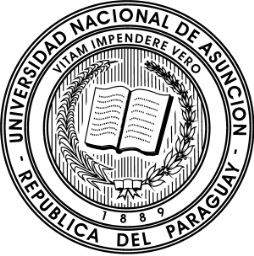 UNIVERSIDAD NACIONAL DE ASUNCION
VITAM IMPENDERE VERO
1889
- REPUBLICA DEL PARAGUAY -